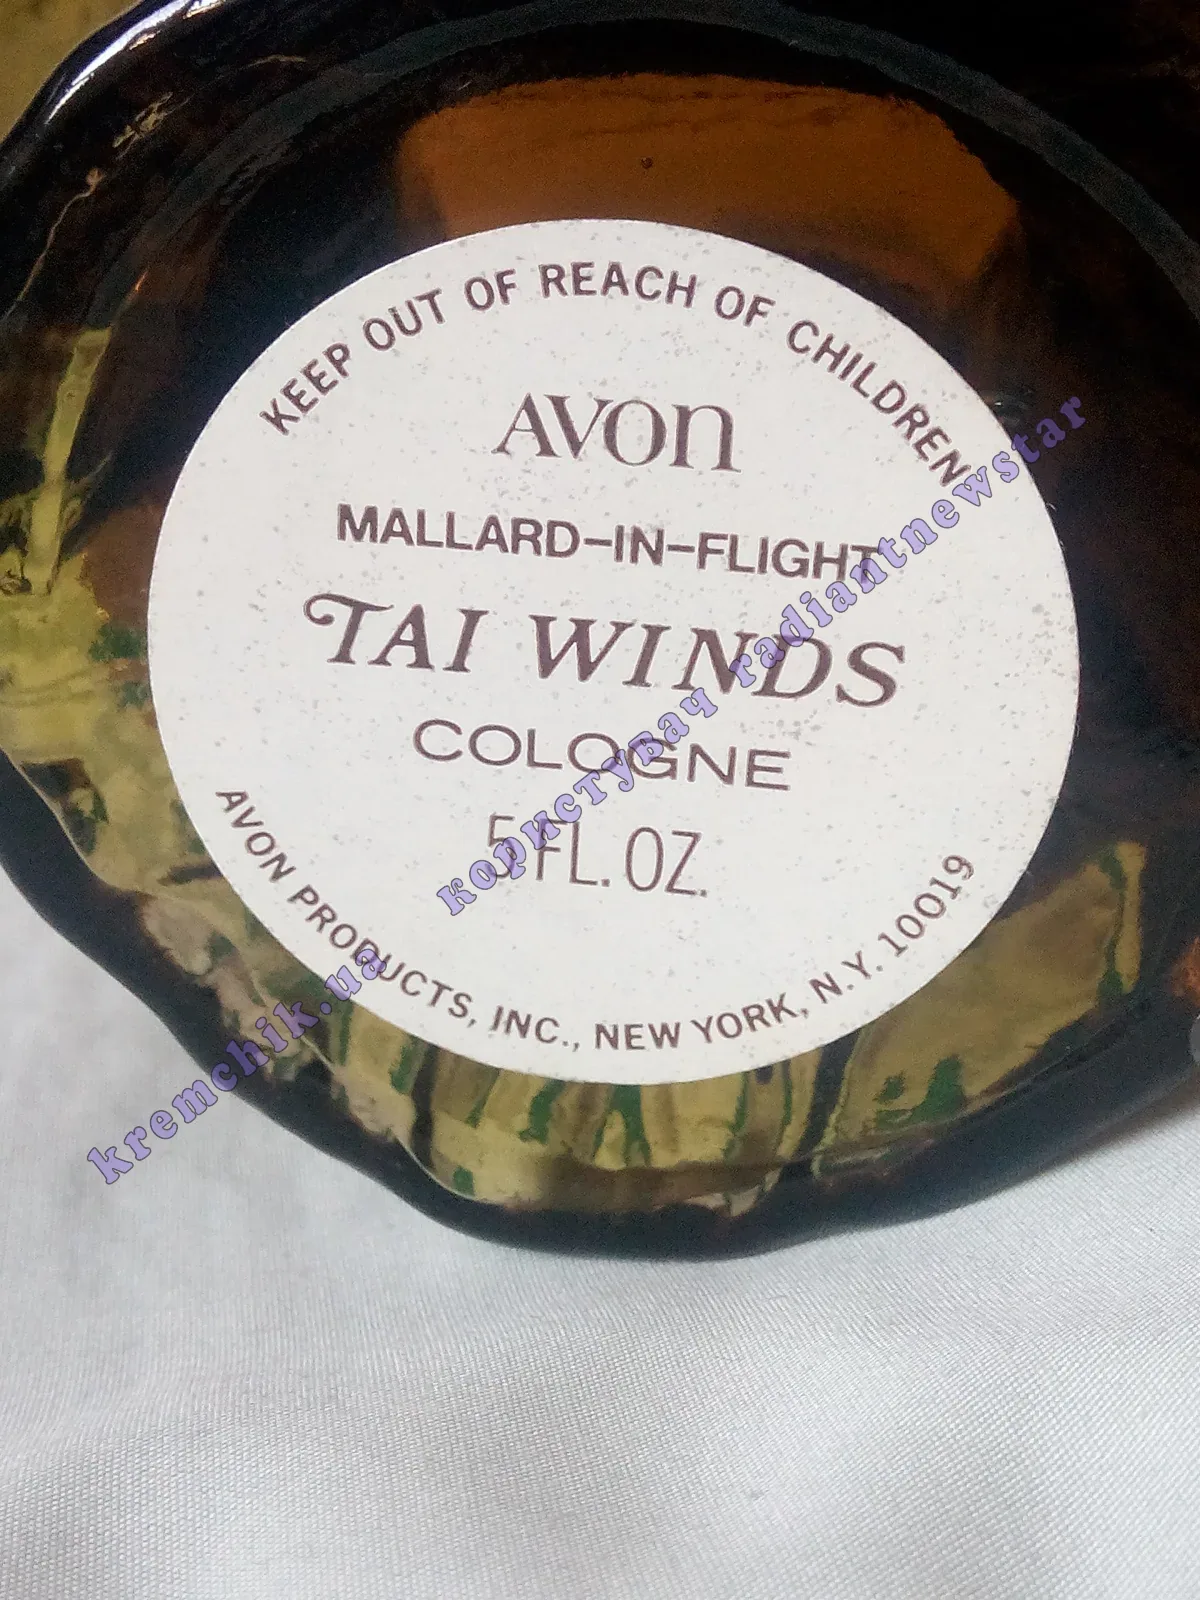 KEEP OUT OF REACH OF CHILDREN
AVON
MALLARD-IN-FLIGHT
TAI WINDS
COLOGNE
5 FL. OZ.
AVON PRODUCTS, INC., NEW YORK, N.Y. 10019
kremchik.ua користувач radiantnewstar